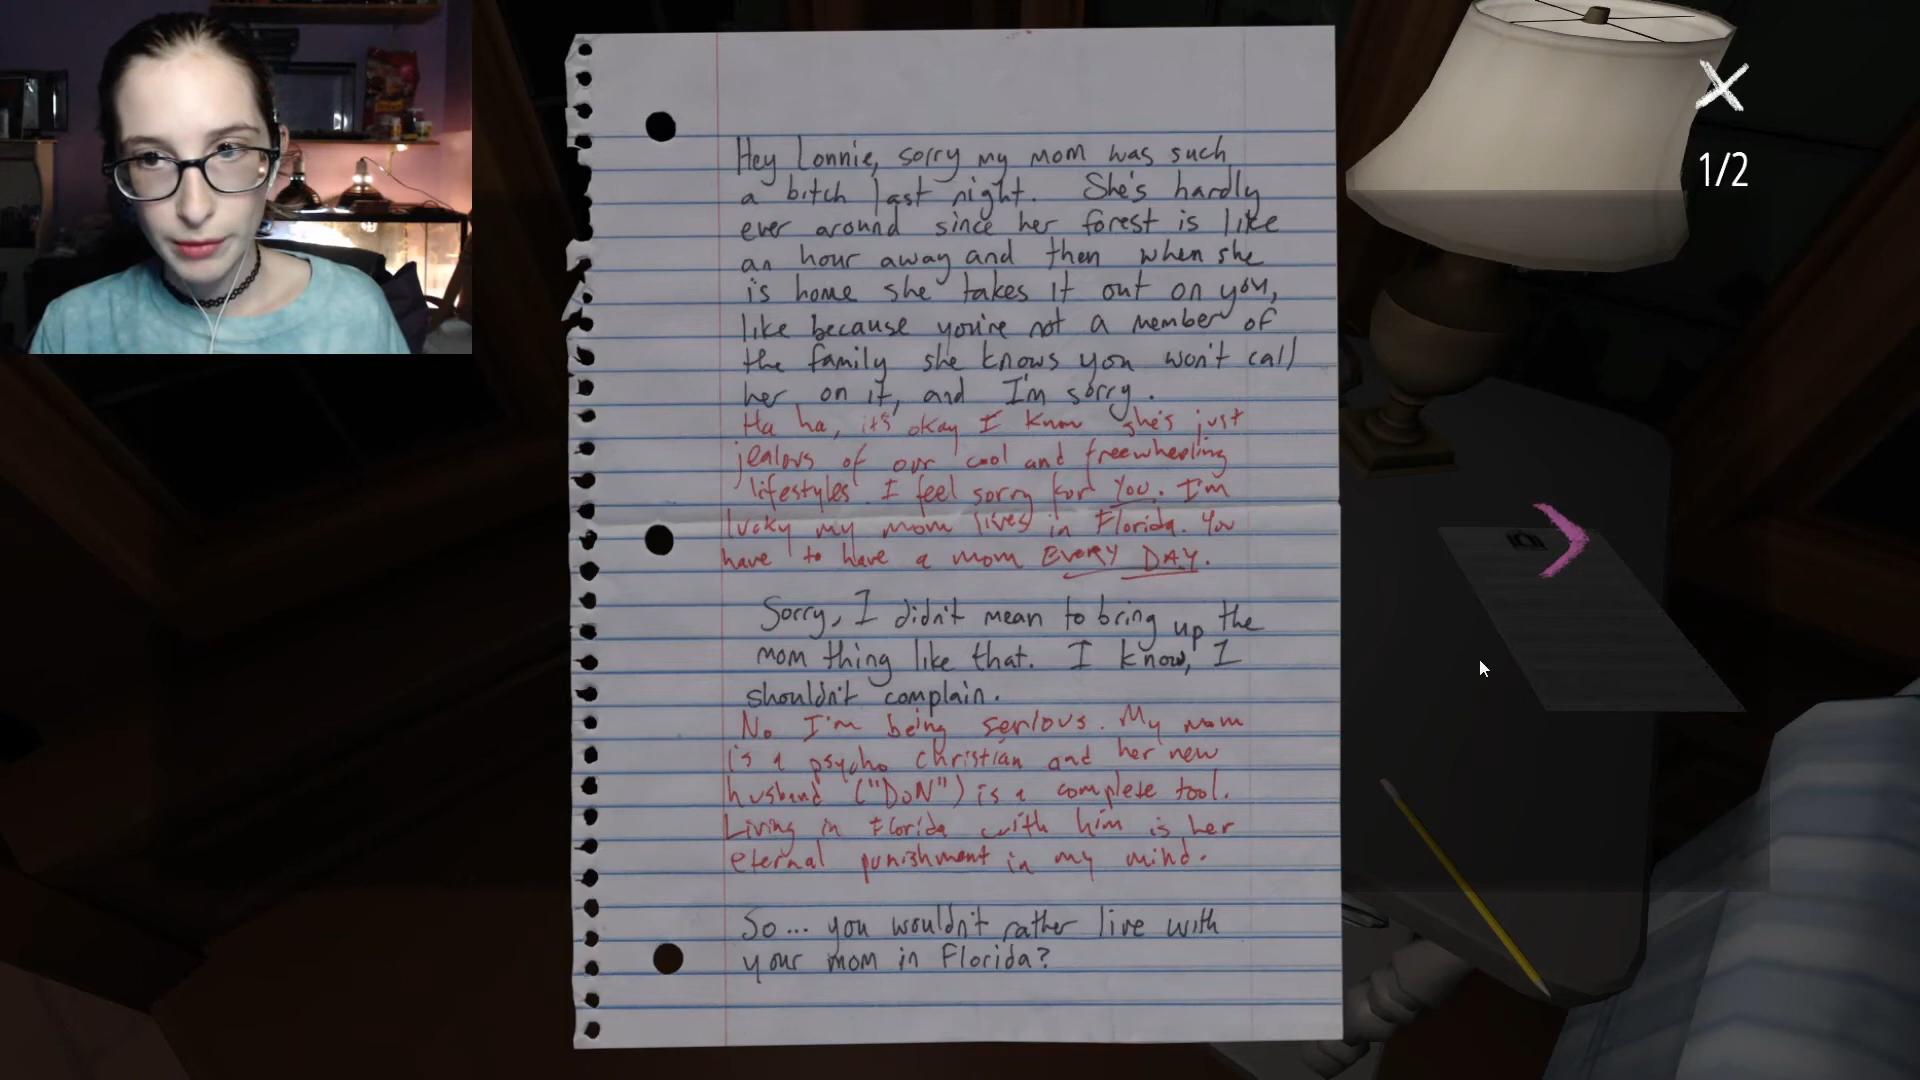 Hey Lonnie, sorry my mom was such
a bitch last night. She's hardly
ever around since her forest is like
an hour away and then when she
is home she takes it out on you,
like because you're not a member of
the family she knows you won't call
her on it, and I'm sorry.
Ha ha, it's okay I know she's just
jealous of our cool and freewheeling
lifestyles. I feel sorry for you. I'm
lucky my mom lives in Florida. You
have to have a mom EVERY DAY.
Sorry, I didn't mean to bring up the
mom thing like that. I know, I
shouldn't complain.
No I'm being serious. My mom
is a psycho christian and her new
husband ("DoN") is a complete tool.
Living in Florida with him is her
eternal punishment in my mind.
So... you wouldn't rather live with
your mom in Florida?
1/2